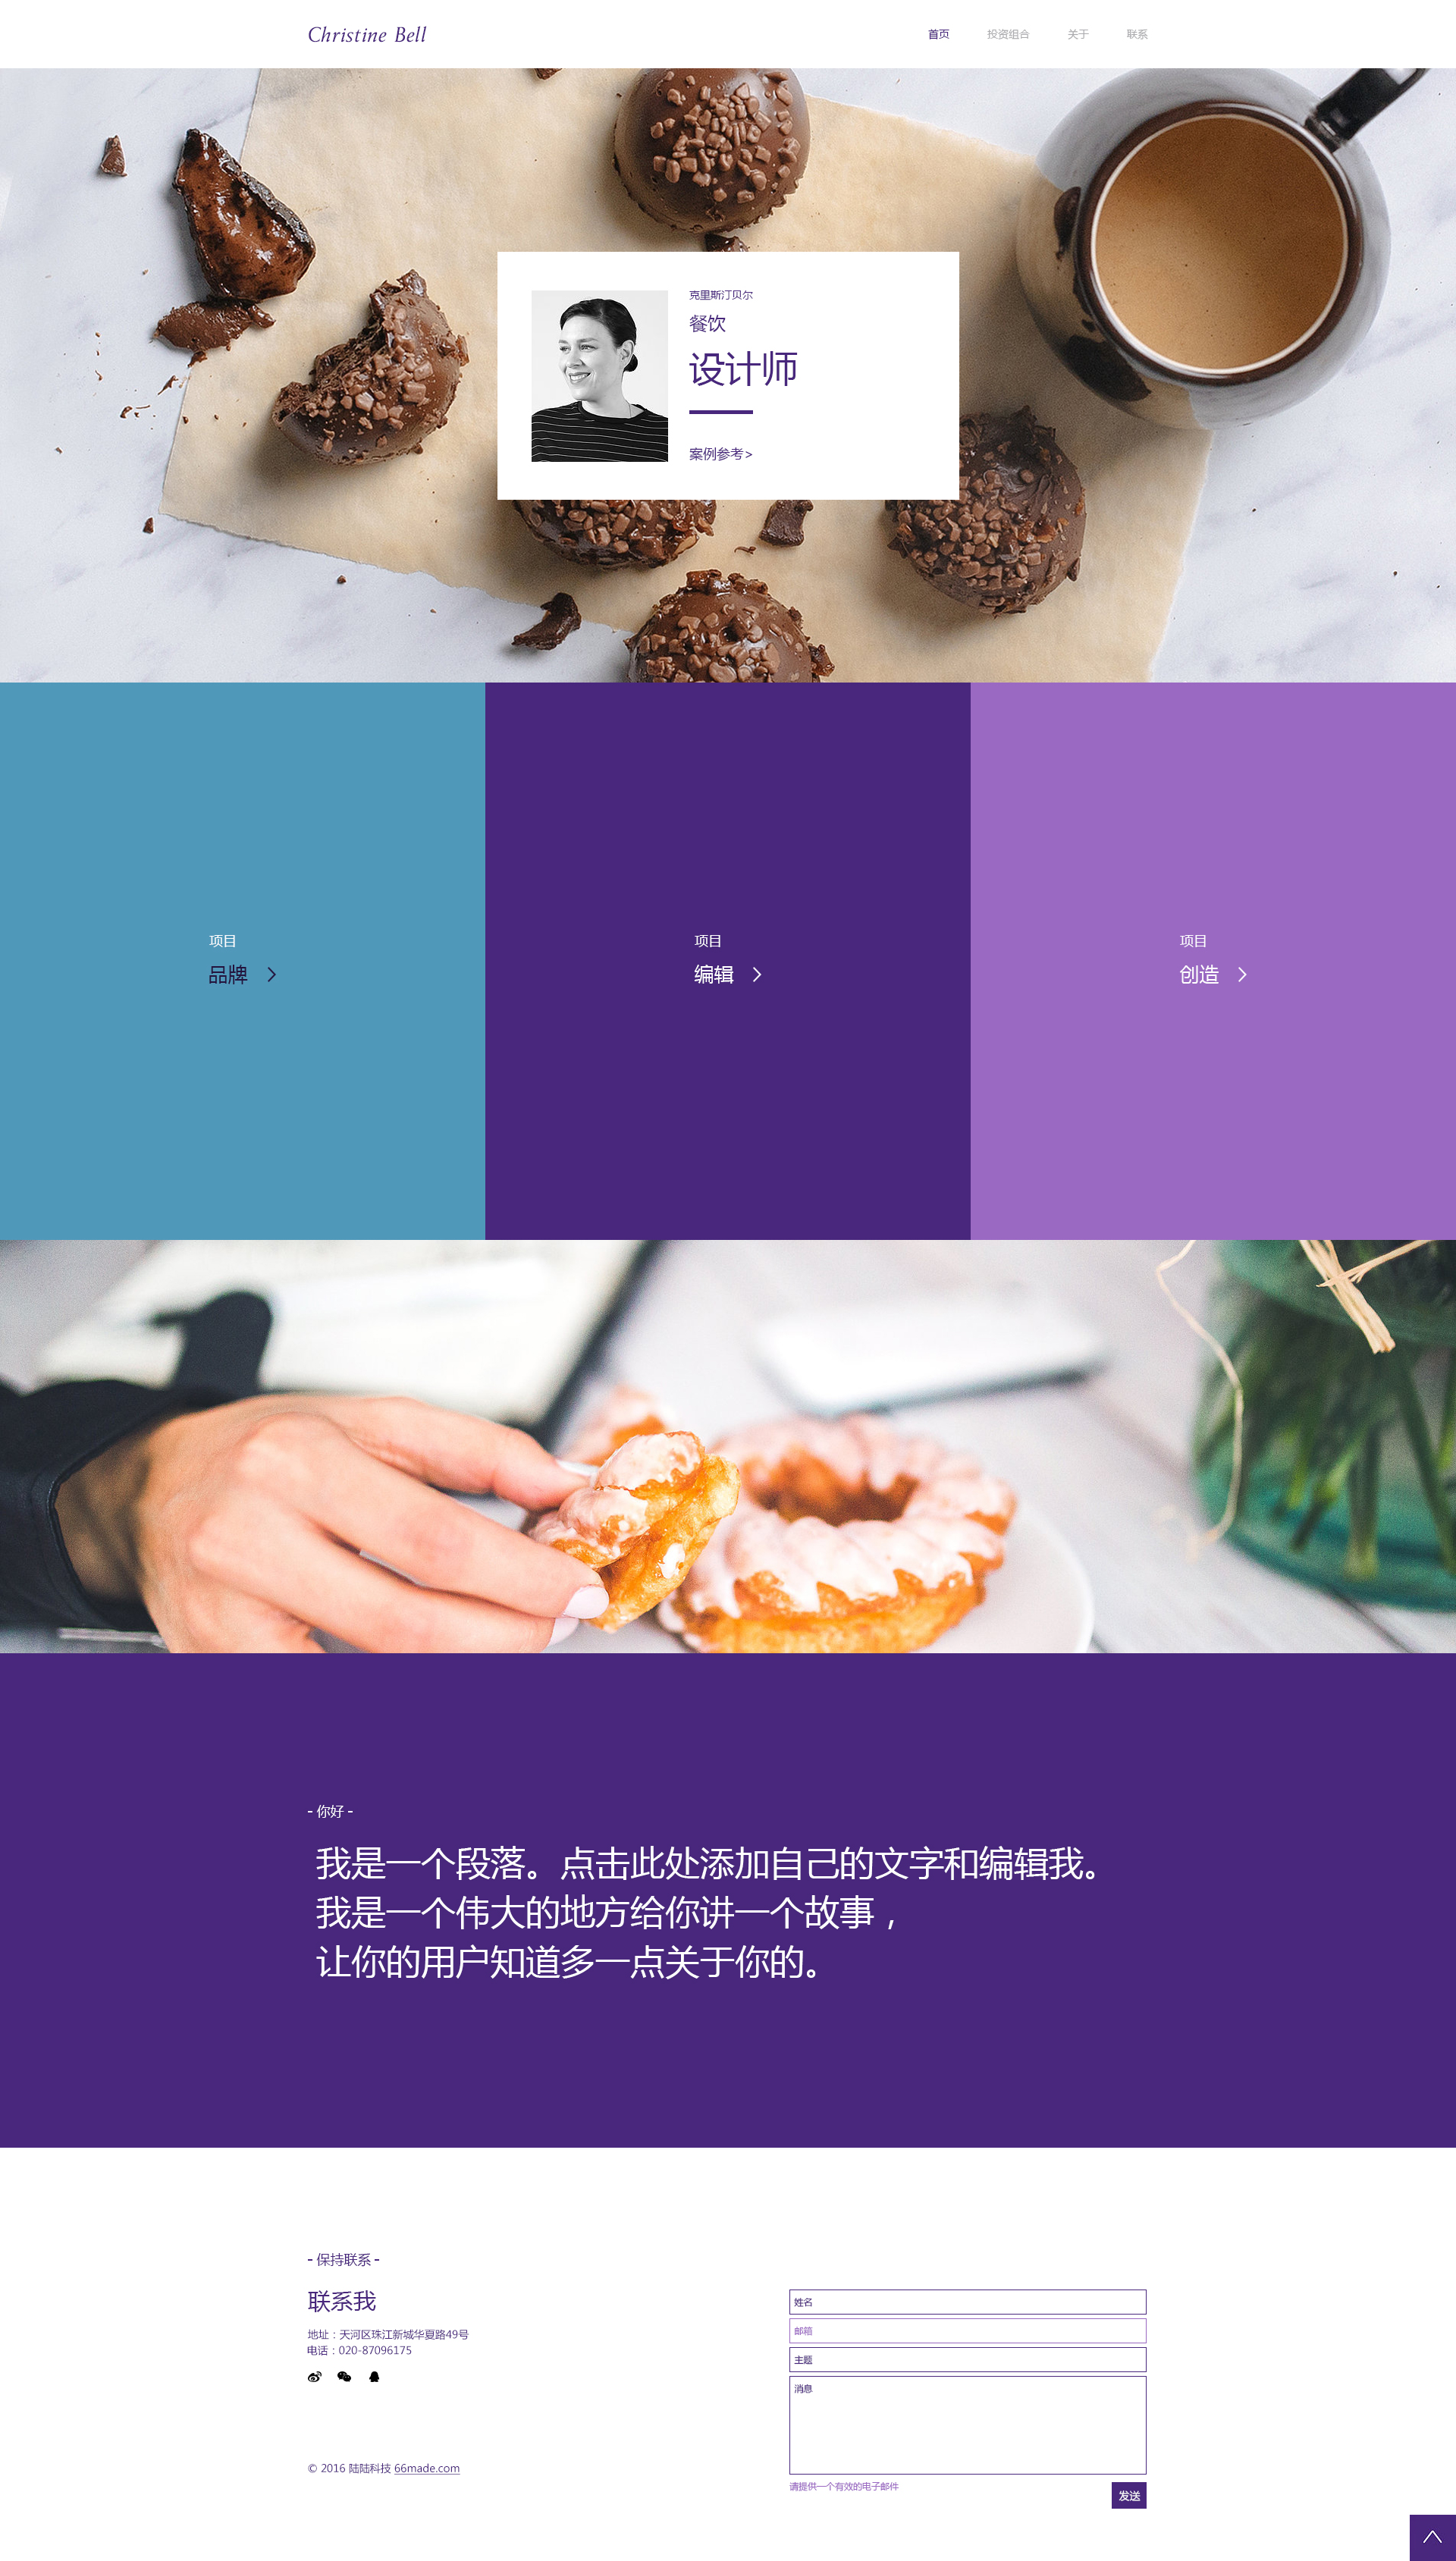 Christine Bell
首页 投资组合 关于 联系
克里斯汀贝尔
餐饮
设计师
案例参考>
项目
品牌 >
项目
编辑 >
项目
创造 >
- 你好 -
我是一个段落。点击此处添加自己的文字和编辑我。
我是一个伟大的地方给你讲一个故事，
让你的用户知道多一点关于你的。
- 保持联系 -
联系我
地址：天河区珠江新城华夏路49号
电话：020-87096175
© 2016 陆陆科技 66made.com
姓名
邮箱
主题
消息
请提供一个有效的电子邮件
发送